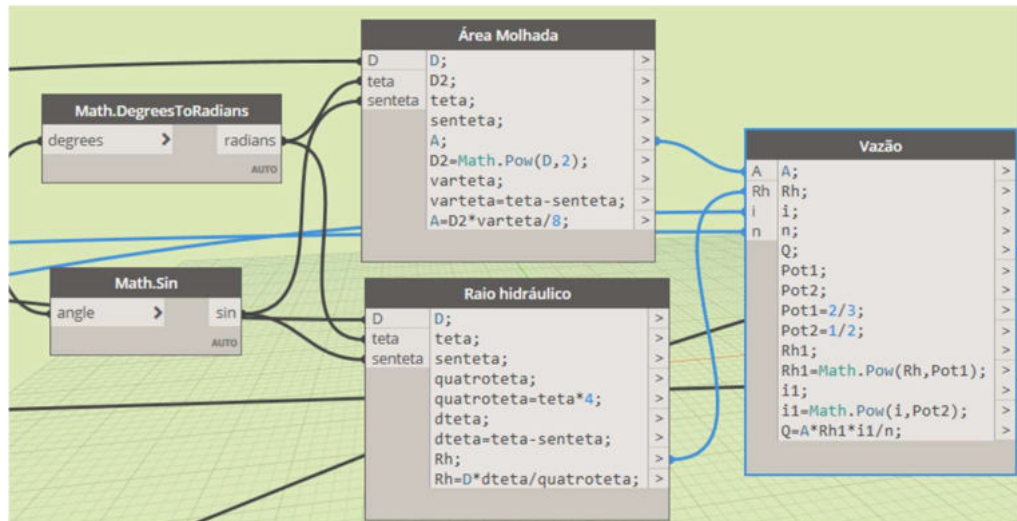 Math.DegreesToRadians
degrees > radians
AUTO
Math.Sin
angle > sin
AUTO
Área Molhada
D D; >
teta D2; >
senteta teta; >
senteta; >
A; >
D2=Math.Pow(D,2); >
varteta; >
varteta=teta-senteta; >
A=D2*varteta/8; >
Raio hidráulico
D D; >
teta teta; >
senteta senteta; >
quatroteta; >
quatroteta=teta*4; >
dteta; >
dteta=teta-senteta; >
Rh; >
Rh=D*dteta/quatroteta; >
Vazão
A A; >
Rh Rh; >
i i; >
n n; >
Q; >
Pot1; >
Pot2; >
Pot1=2/3; >
Pot2=1/2; >
Rh1; >
Rh1=Math.Pow(Rh,Pot1); >
i1; >
i1=Math.Pow(i,Pot2); >
Q=A*Rh1*i1/n; >